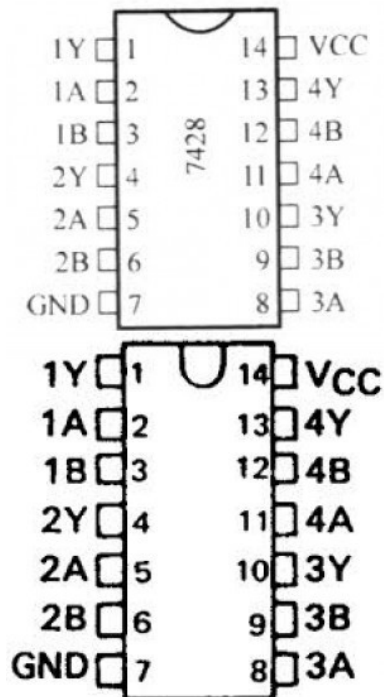 1Y 1 14 VCC
1A 2 13 4Y
1B 3 12 4B
2Y 4 7428 11 4A
2A 5 10 3Y
2B 6 9 3B
GND 7 8 3A
1Y 1 14 VCC
1A 2 13 4Y
1B 3 12 4B
2Y 4 11 4A
2A 5 10 3Y
2B 6 9 3B
GND 7 8 3A